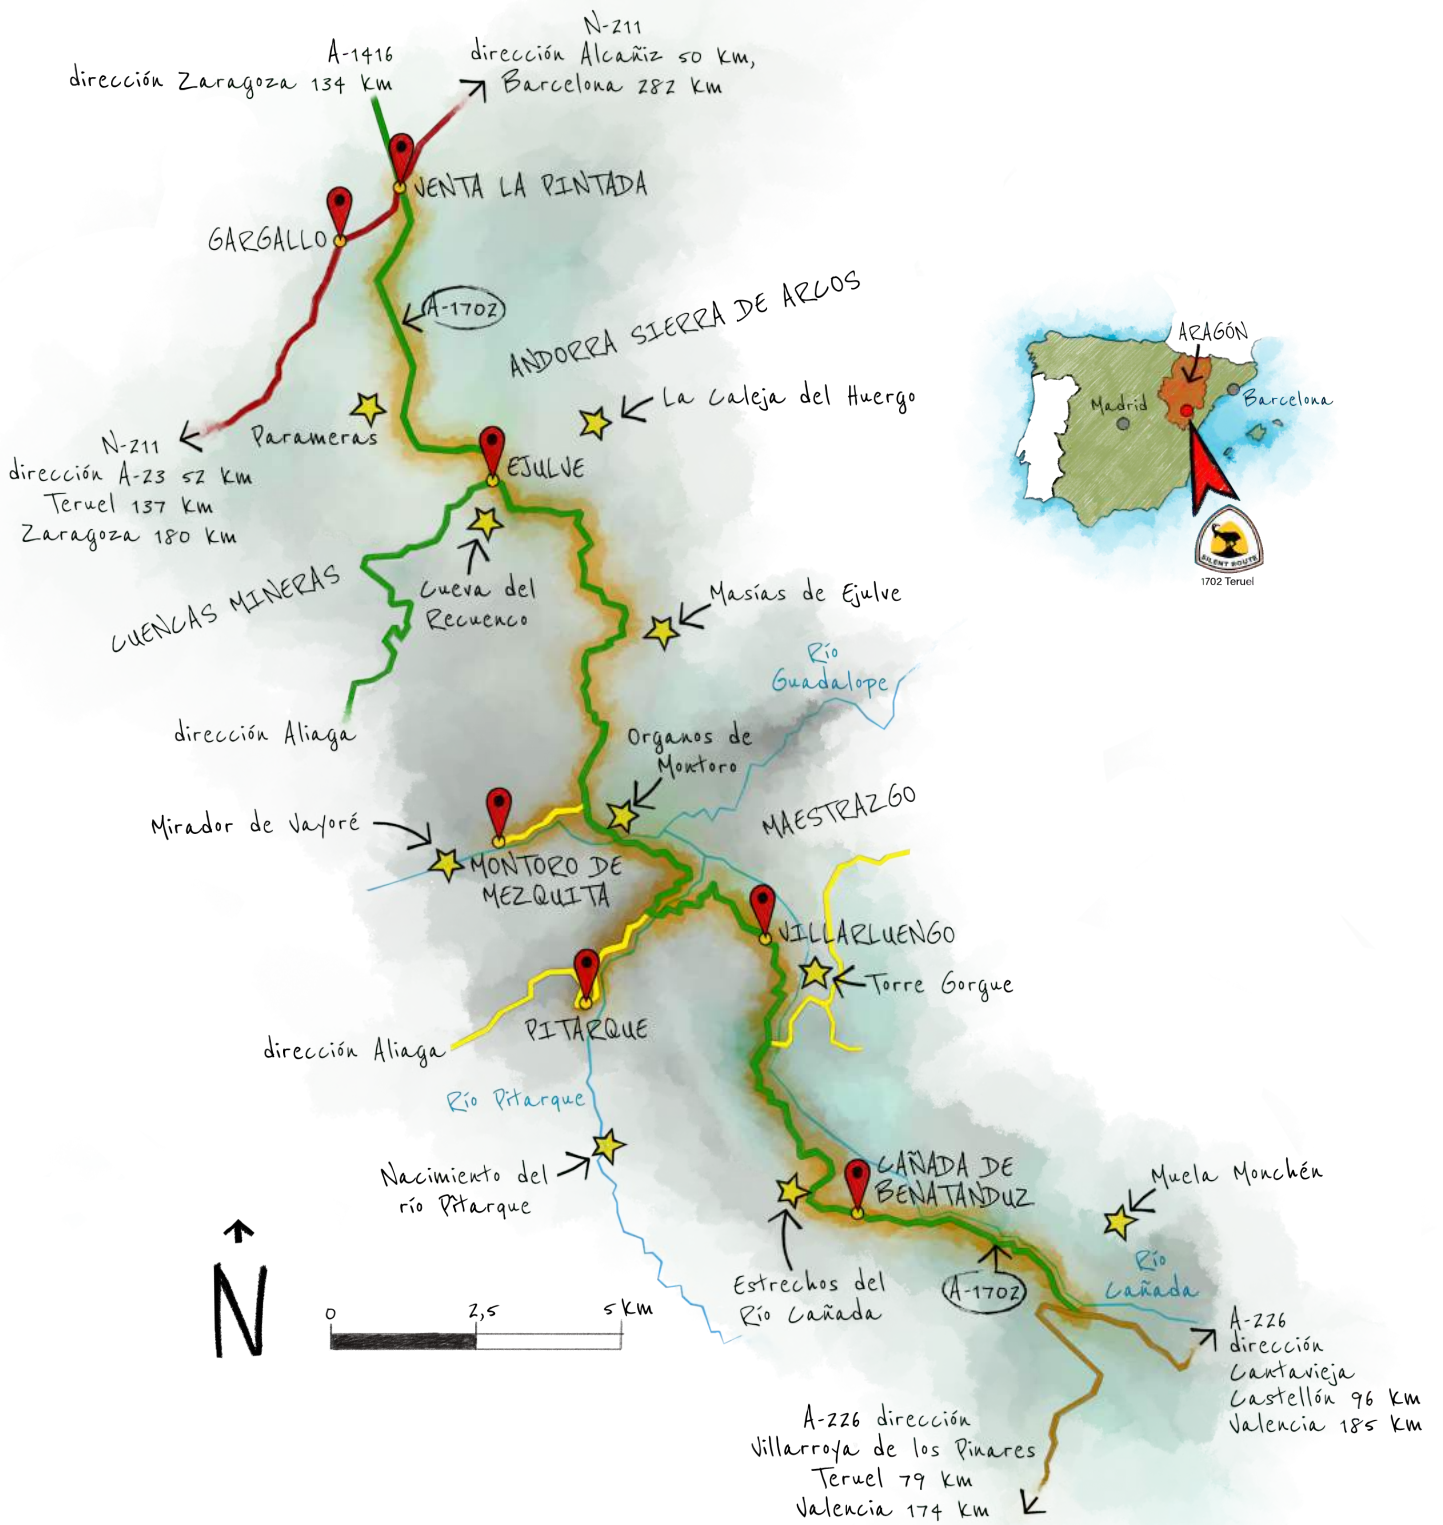 N-211
dirección Alcañiz 50 Km,
Barcelona 282 Km
A-1416
dirección Zaragoza 134 Km
VENTA LA PINTADA
GARGALLO
A-1702
ANDORRA SIERRA DE ARCOS
ARAGÓN
Madrid
Barcelona
SILENT ROUTE
1702 Teruel
La Caleja del Huergo
Parameras
N-211
dirección A-23 52 Km
Teruel 137 Km
Zaragoza 180 Km
EJULVE
CUENCAS MINERAS
Cueva del
Recuenco
Masías de Ejulve
Río
Guadalope
dirección Aliaga
Organos de
Montoro
Mirador de Vayoré
MAESTRAZGO
MONTORO DE
MEZQUITA
VILLARLUENGO
Torre Gorgue
PITARQUE
dirección Aliaga
Río Pitarque
Nacimiento del
río Pitarque
CAÑADA DE
BENATANDUZ
Muela Monchén
Río
Cañada
Estrechos del
Río Cañada
A-1702
N
0 2,5 5 Km
A-226
dirección
Cantavieja
Castellón 96 Km
Valencia 185 Km
A-226 dirección
Villarroya de los Pinares
Teruel 79 Km
Valencia 174 Km